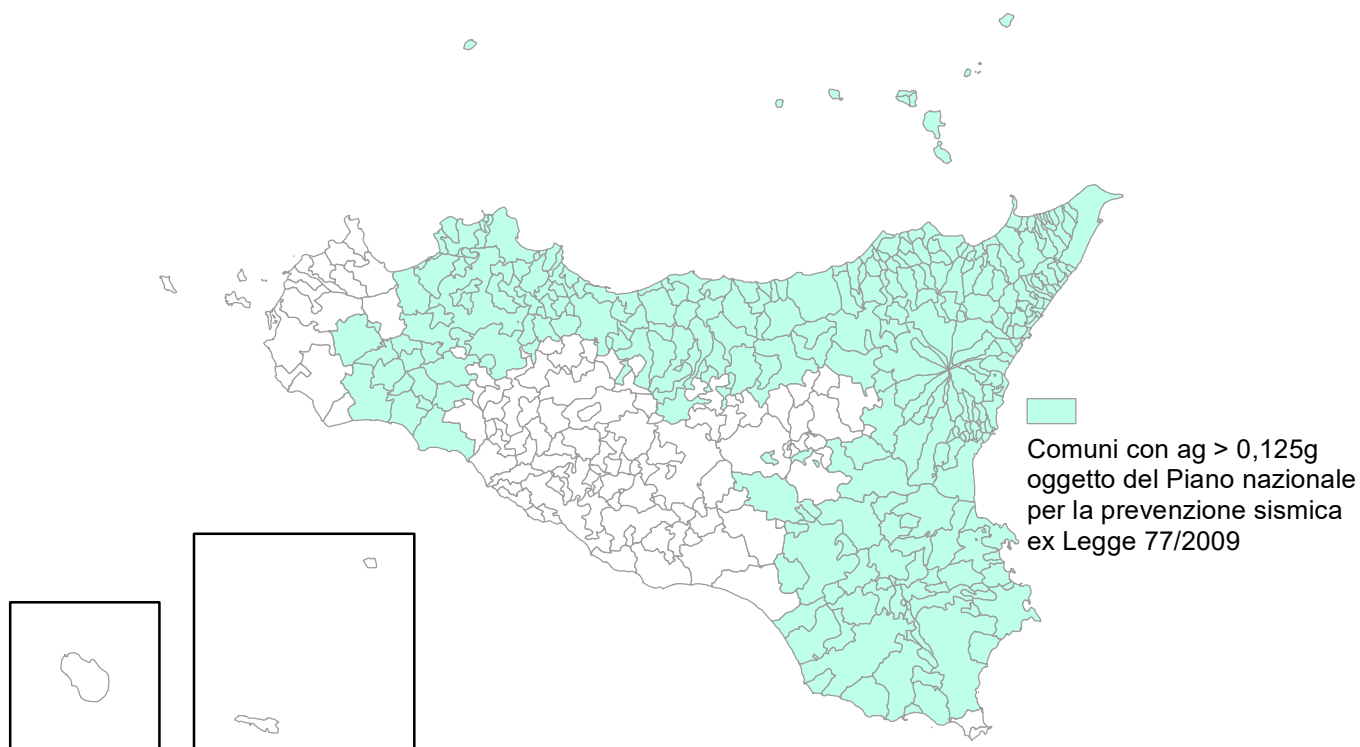 Comuni con ag > 0,125g
oggetto del Piano nazionale
per la prevenzione sismica
ex Legge 77/2009